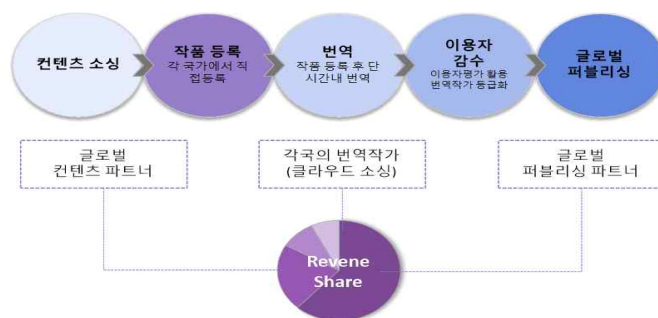 컨텐츠 소싱
작품 등록
각 국가에서 직
접등록
번역
작품 등록 후 단
시간내 번역
이용자
감수
이용자평가 활용
번역작가 등급화
글로벌
퍼블리싱
글로벌
컨텐츠 파트너
각국의 번역작가
(클라우드 소싱)
글로벌
퍼블리싱 파트너
Revene
Share